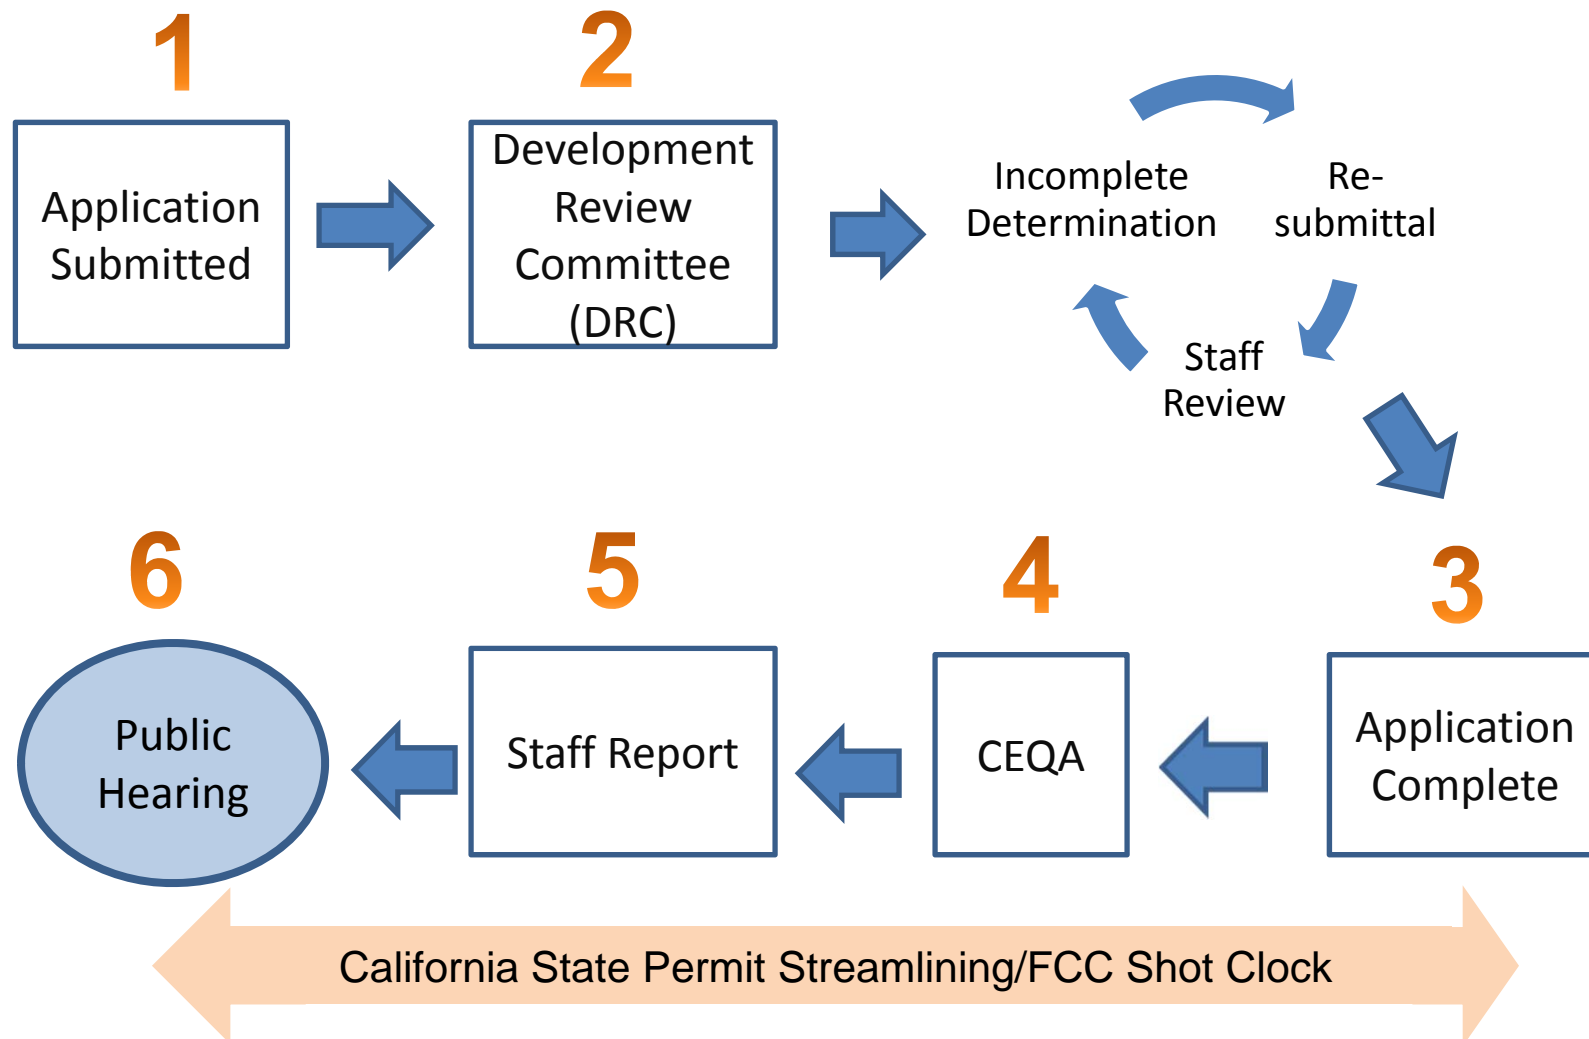 1
Application
Submitted
2
Development
Review
Committee
(DRC)
Incomplete
Determination
Re-
submittal
Staff
Review
3
Application
Complete
4
CEQA
5
Staff Report
6
Public
Hearing
California State Permit Streamlining/FCC Shot Clock